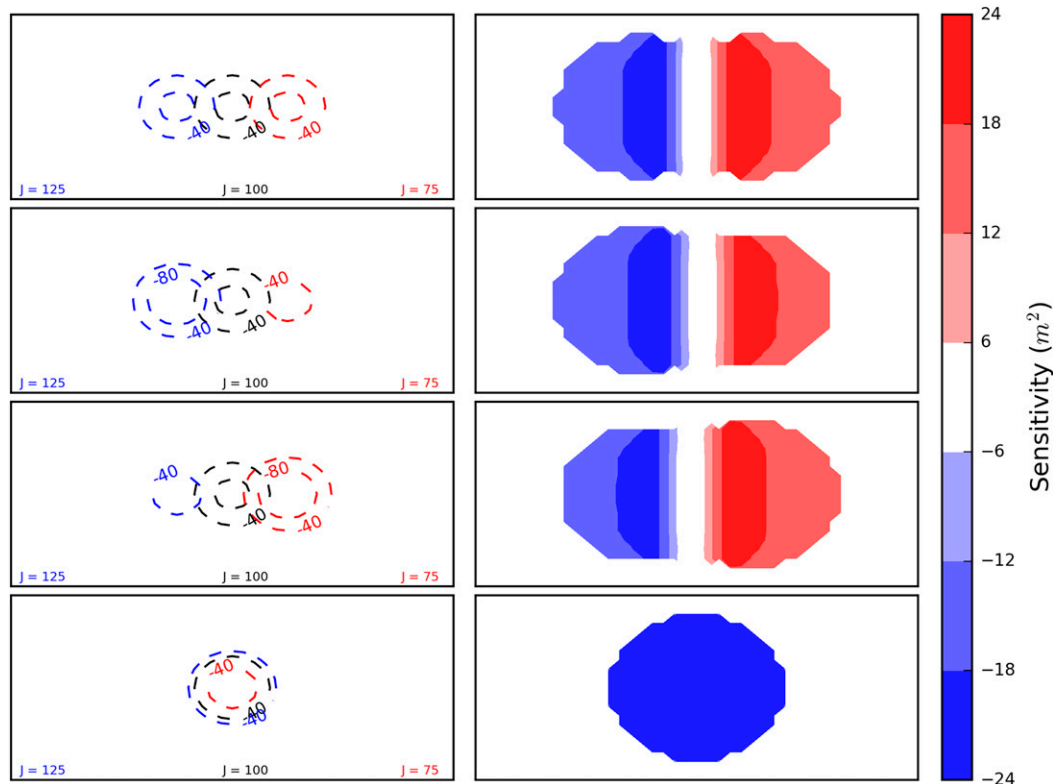 -40
-40
-40
J = 125
J = 100
J = 75
-80
-40
-40
-40
J = 125
J = 100
J = 75
-40
-80
-40
-40
J = 125
J = 100
J = 75
-40
-40
-40
J = 125
J = 100
J = 75
24
18
12
6
−6
−12
−18
−24
Sensitivity (m²)